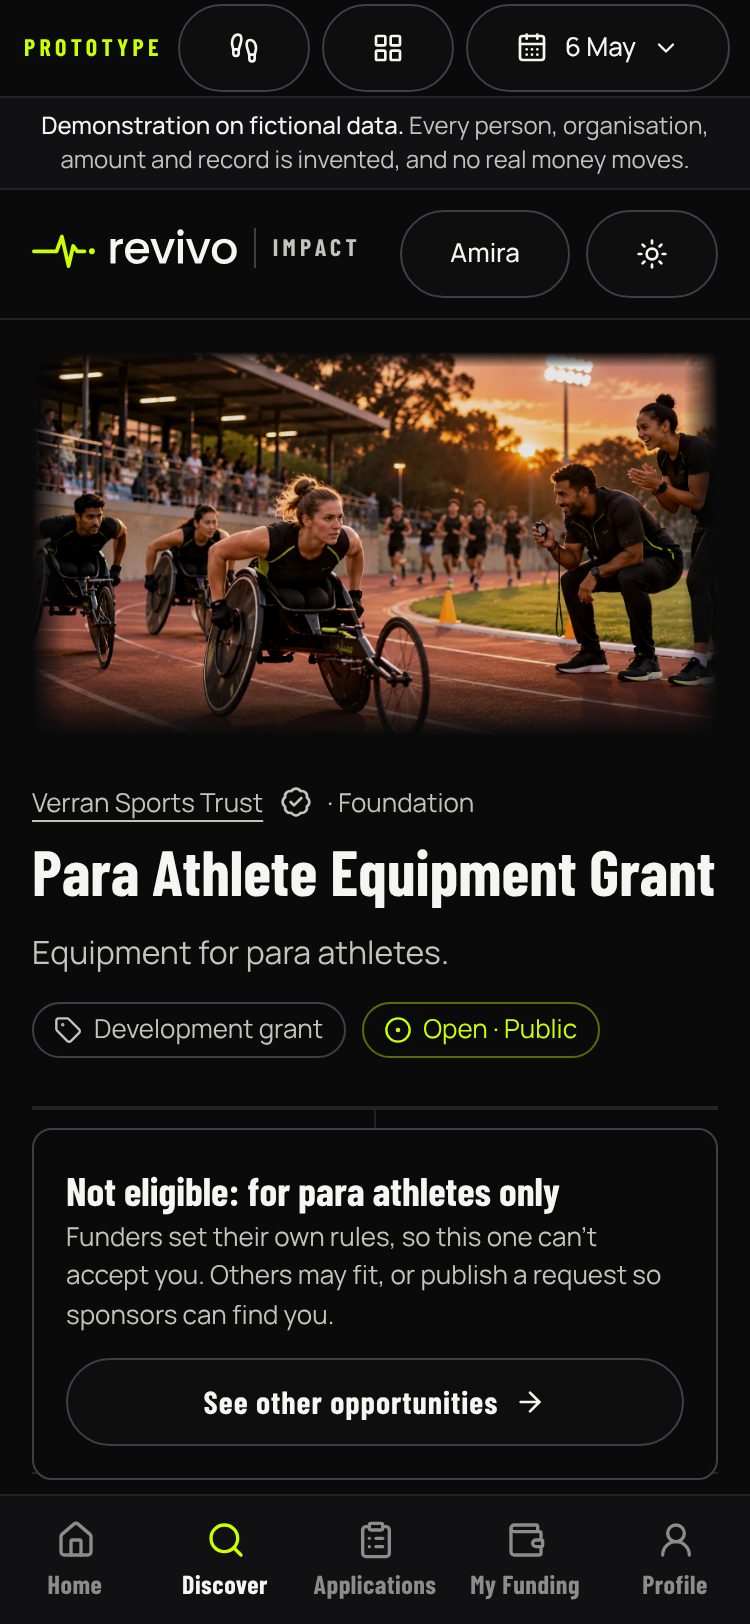 PROTOTYPE
6 May
Demonstration on fictional data. Every person, organisation,
amount and record is invented, and no real money moves.
revivo IMPACT
Amira
Verran Sports Trust · Foundation
Para Athlete Equipment Grant
Equipment for para athletes.
Development grant
Open · Public
Not eligible: for para athletes only
Funders set their own rules, so this one can’t
accept you. Others may fit, or publish a request so
sponsors can find you.
See other opportunities
Home
Discover
Applications
My Funding
Profile